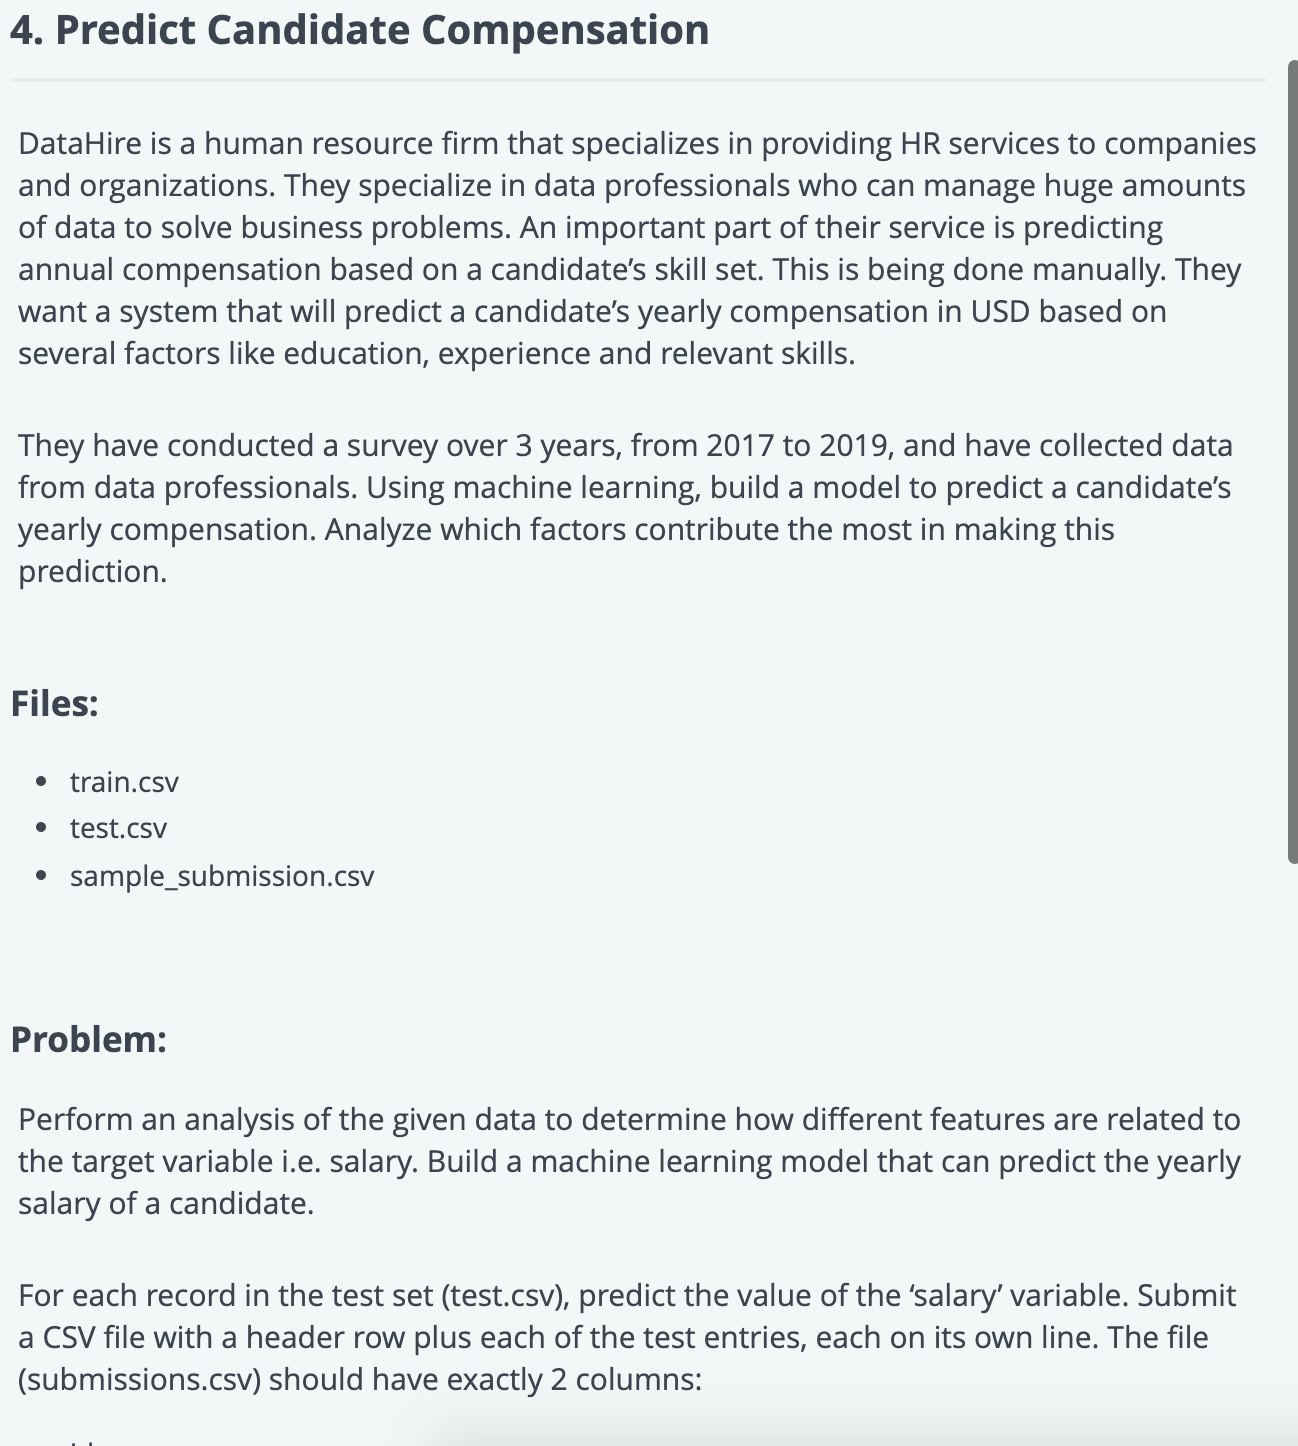 4. Predict Candidate Compensation
DataHire is a human resource firm that specializes in providing HR services to companies
and organizations. They specialize in data professionals who can manage huge amounts
of data to solve business problems. An important part of their service is predicting
annual compensation based on a candidate’s skill set. This is being done manually. They
want a system that will predict a candidate’s yearly compensation in USD based on
several factors like education, experience and relevant skills.
They have conducted a survey over 3 years, from 2017 to 2019, and have collected data
from data professionals. Using machine learning, build a model to predict a candidate’s
yearly compensation. Analyze which factors contribute the most in making this
prediction.
Files:
• train.csv
• test.csv
• sample_submission.csv
Problem:
Perform an analysis of the given data to determine how different features are related to
the target variable i.e. salary. Build a machine learning model that can predict the yearly
salary of a candidate.
For each record in the test set (test.csv), predict the value of the ‘salary’ variable. Submit
a CSV file with a header row plus each of the test entries, each on its own line. The file
(submissions.csv) should have exactly 2 columns: